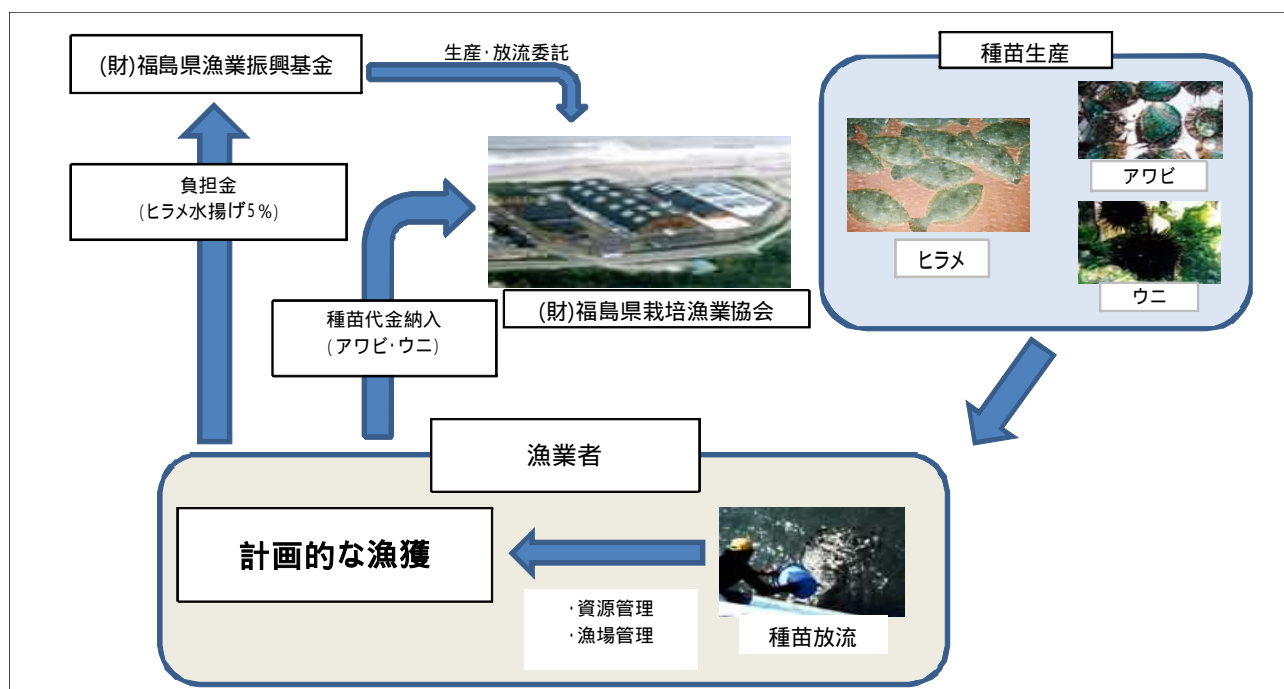 (財)福島県漁業振興基金
生産・放流委託
種苗生産
アワビ
負担金
(ヒラメ水揚げ5%)
ヒラメ
ウニ
(財)福島県栽培漁業協会
種苗代金納入
(アワビ・ウニ)
漁業者
計画的な漁獲
・資源管理
・漁場管理
種苗放流